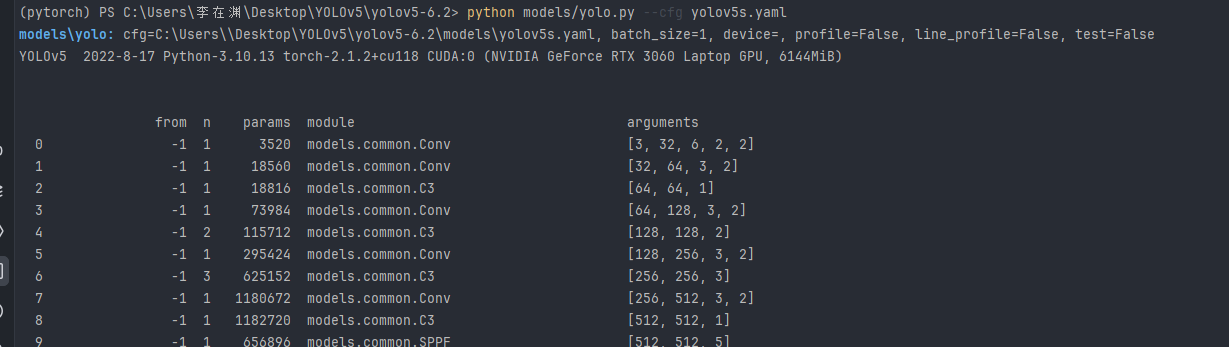 (pytorch) PS C:\Users\李在渊\Desktop\YOLOv5\yolov5-6.2> python models/yolo.py --cfg yolov5s.yaml
models\yolo: cfg=C:\Users\\Desktop\YOLOv5\yolov5-6.2\models\yolov5s.yaml, batch_size=1, device=, profile=False, line_profile=False, test=False
YOLOv5  2022-8-17 Python-3.10.13 torch-2.1.2+cu118 CUDA:0 (NVIDIA GeForce RTX 3060 Laptop GPU, 6144MiB)
from  n    params  module                                  arguments
0                -1  1      3520  models.common.Conv                      [3, 32, 6, 2, 2]
1                -1  1     18560  models.common.Conv                      [32, 64, 3, 2]
2                -1  1     18816  models.common.C3                        [64, 64, 1]
3                -1  1     73984  models.common.Conv                      [64, 128, 3, 2]
4                -1  2    115712  models.common.C3                        [128, 128, 2]
5                -1  1    295424  models.common.Conv                      [128, 256, 3, 2]
6                -1  3    625152  models.common.C3                        [256, 256, 3]
7                -1  1   1180672  models.common.Conv                      [256, 512, 3, 2]
8                -1  1   1182720  models.common.C3                        [512, 512, 1]
9                -1  1    656896  models.common.SPPF                      [512, 512, 5]